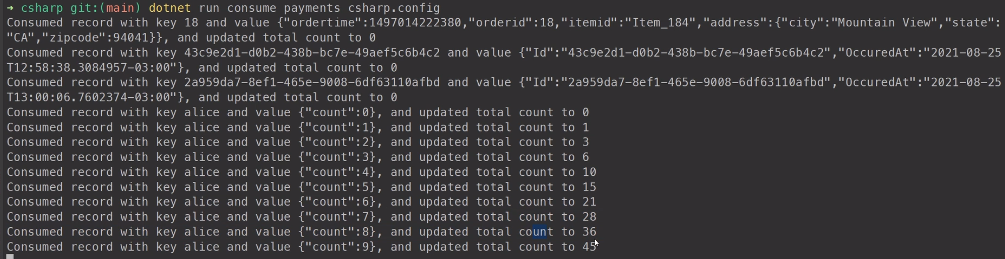 → csharp git:(main) dotnet run consume payments csharp.config
Consumed record with key 18 and value {"ordertime":1497014222380,"orderid":18,"itemid":"Item_184","address":{"city":"Mountain View","state":
"CA","zipcode":94041}}, and updated total count to 0
Consumed record with key 43c9e2d1-d0b2-438b-bc7e-49aef5c6b4c2 and value {"Id":"43c9e2d1-d0b2-438b-bc7e-49aef5c6b4c2","OccuredAt":"2021-08-25
T12:58:38.3084957-03:00"}, and updated total count to 0
Consumed record with key 2a959da7-8ef1-465e-9008-6df63110afbd and value {"Id":"2a959da7-8ef1-465e-9008-6df63110afbd","OccuredAt":"2021-08-25
T13:00:06.7602374-03:00"}, and updated total count to 0
Consumed record with key alice and value {"count":0}, and updated total count to 0
Consumed record with key alice and value {"count":1}, and updated total count to 1
Consumed record with key alice and value {"count":2}, and updated total count to 3
Consumed record with key alice and value {"count":3}, and updated total count to 6
Consumed record with key alice and value {"count":4}, and updated total count to 10
Consumed record with key alice and value {"count":5}, and updated total count to 15
Consumed record with key alice and value {"count":6}, and updated total count to 21
Consumed record with key alice and value {"count":7}, and updated total count to 28
Consumed record with key alice and value {"count":8}, and updated total count to 36
Consumed record with key alice and value {"count":9}, and updated total count to 45